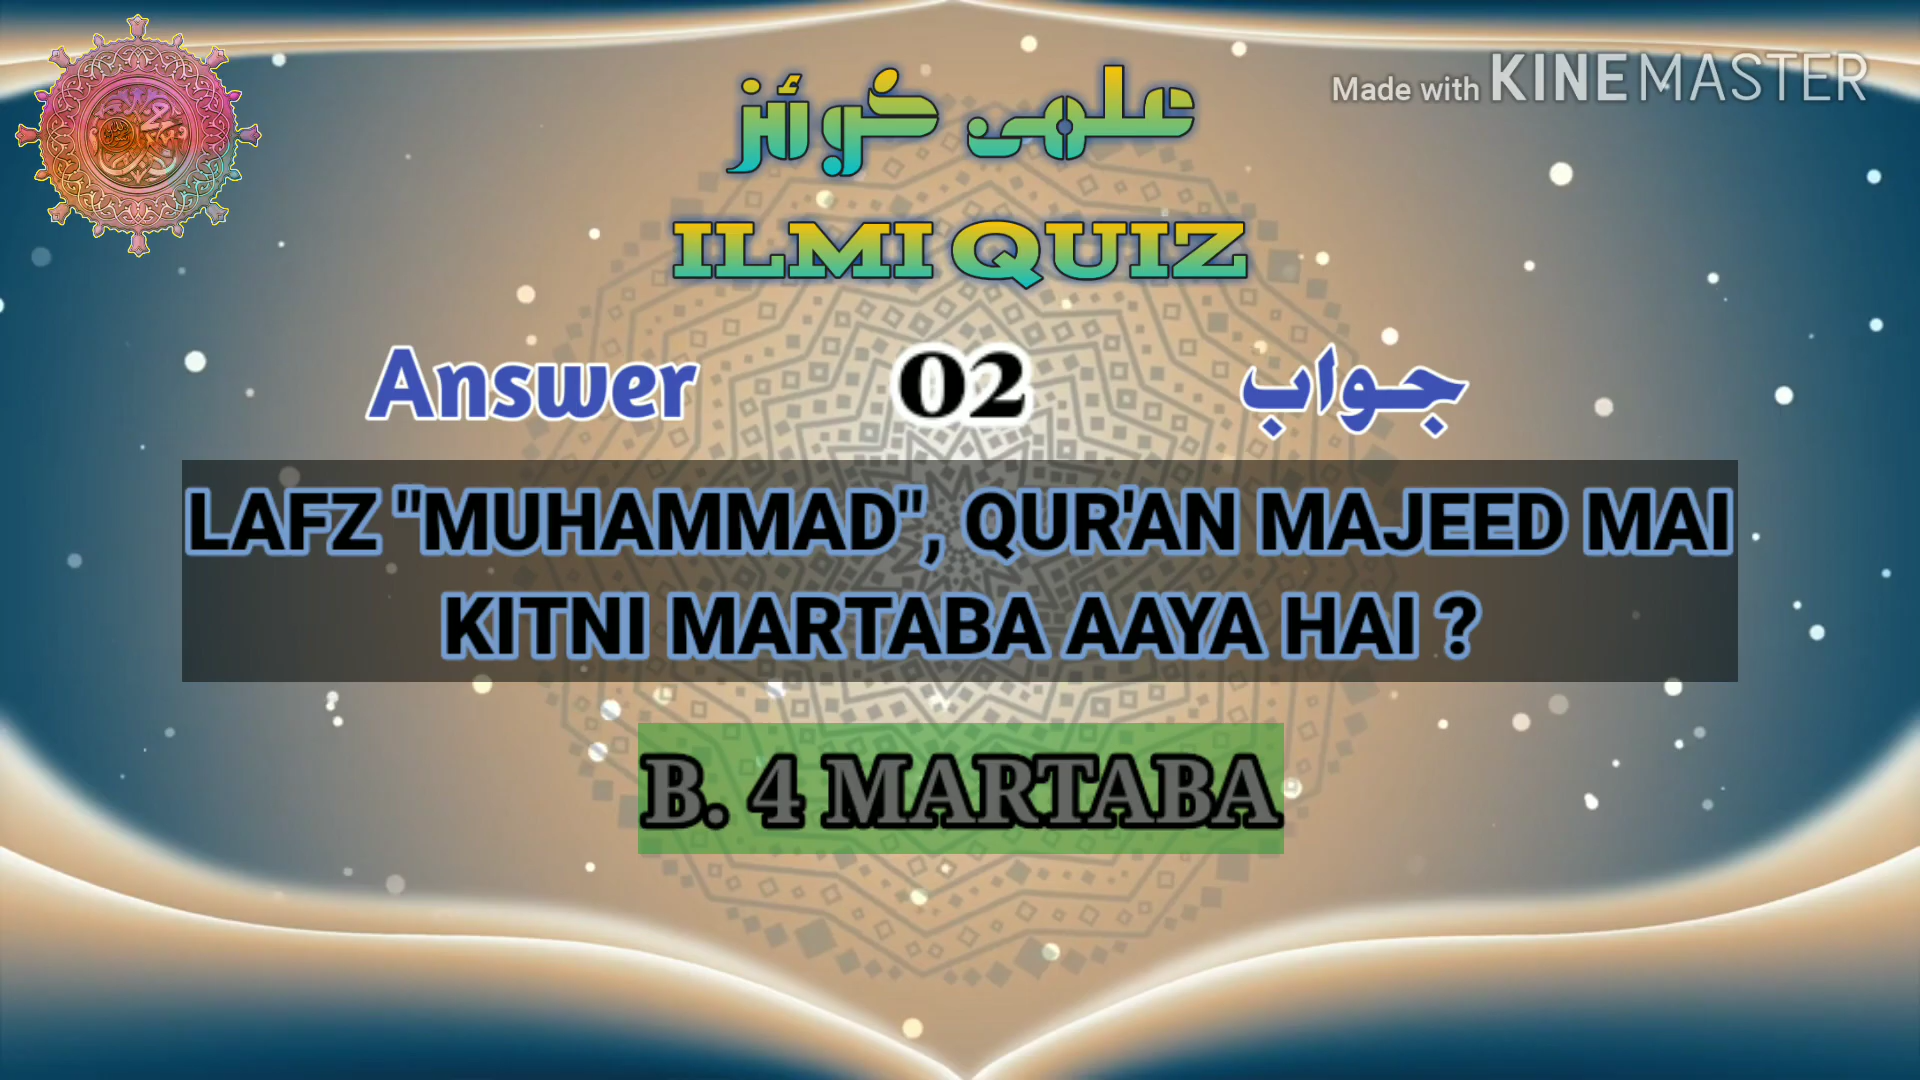 علمی کوئز
Made with KINEMASTER
ILMI QUIZ
Answer 02 جواب
LAFZ "MUHAMMAD", QUR'AN MAJEED MAI
KITNI MARTABA AAYA HAI ?
B. 4 MARTABA